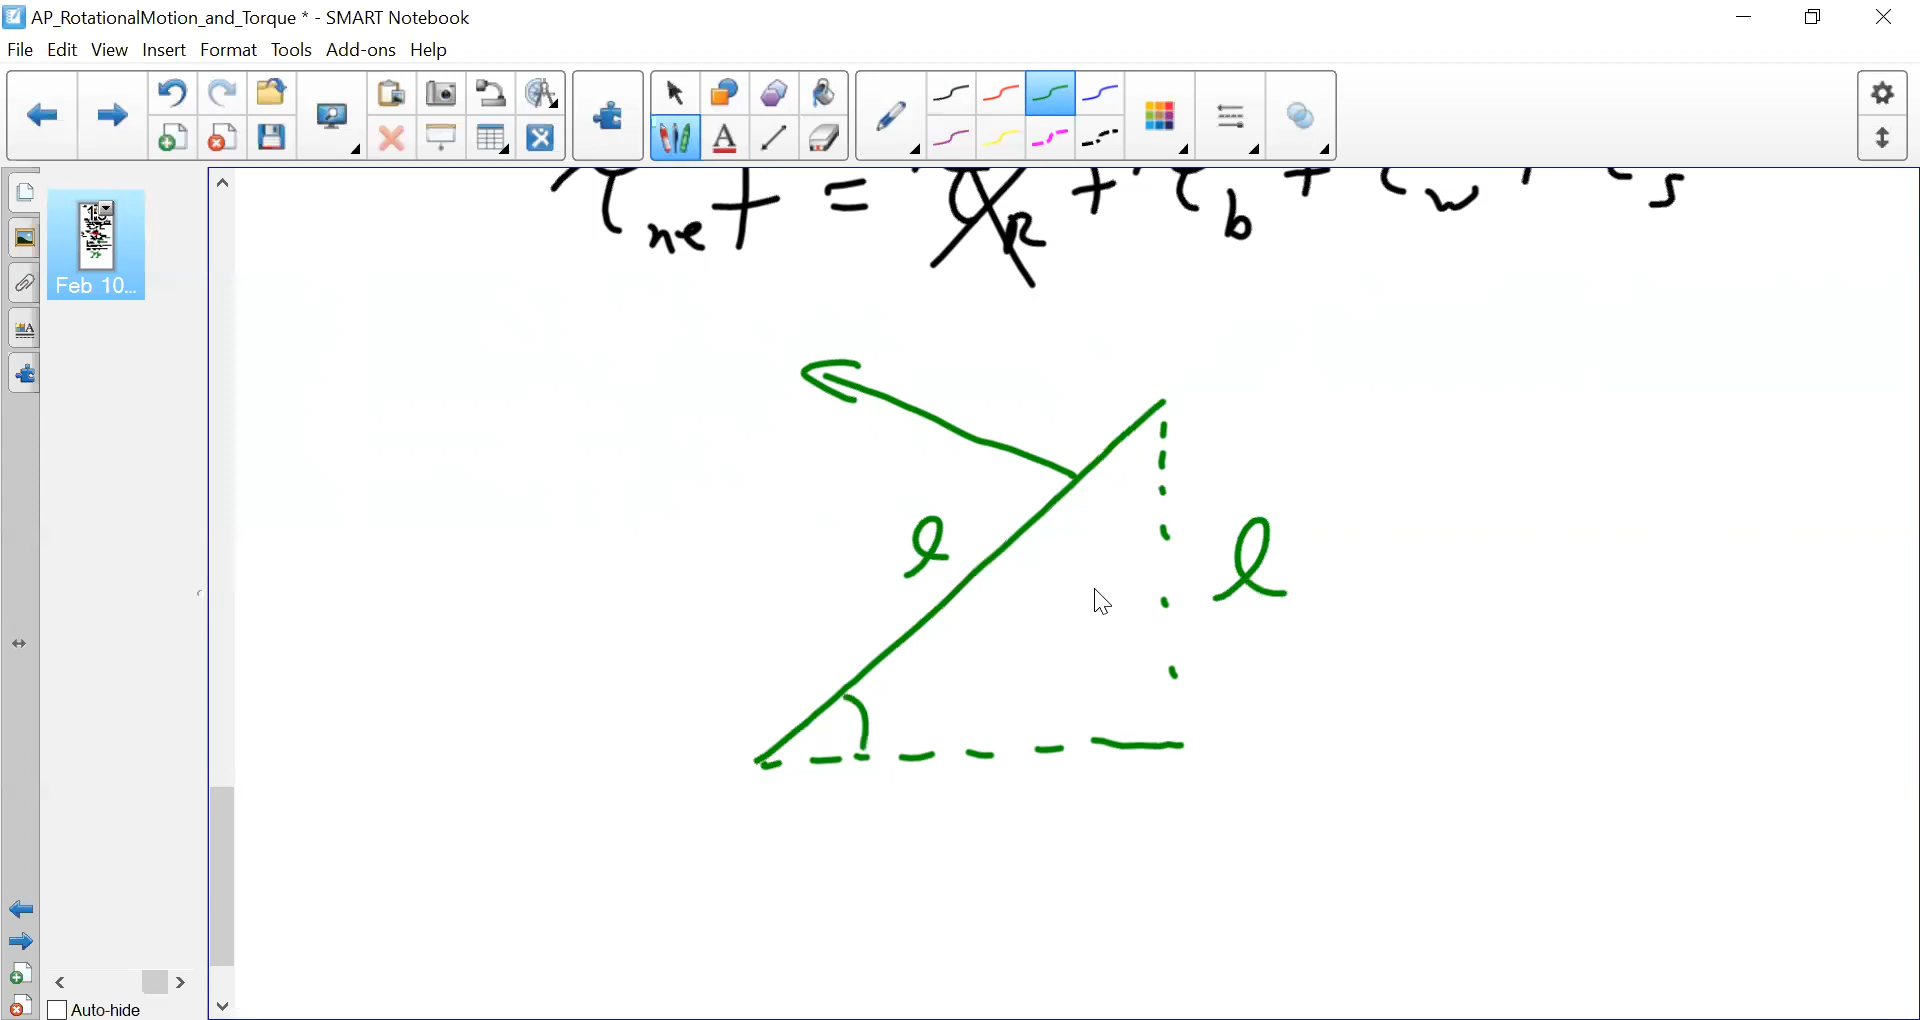 AP_RotationalMotion_and_Torque * - SMART Notebook
File Edit View Insert Format Tools Add-ons Help
Feb 10...
τnet = τR + τb + τw + τs
l
l
Auto-hide